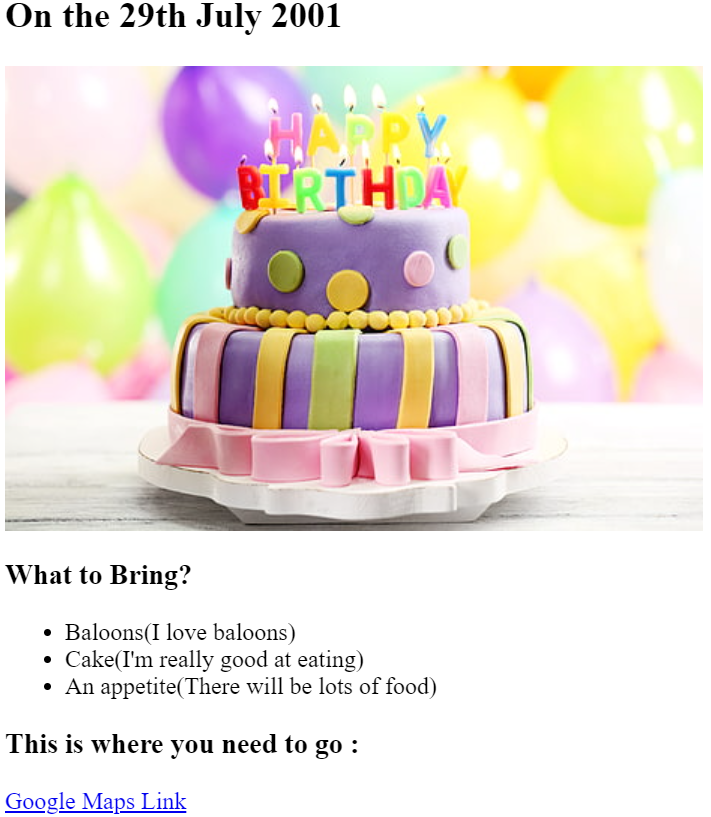 On the 29th July 2001
HAPPY
BIRTHDAY
What to Bring?
Baloons(I love baloons)
Cake(I'm really good at eating)
An appetite(There will be lots of food)
This is where you need to go :
Google Maps Link